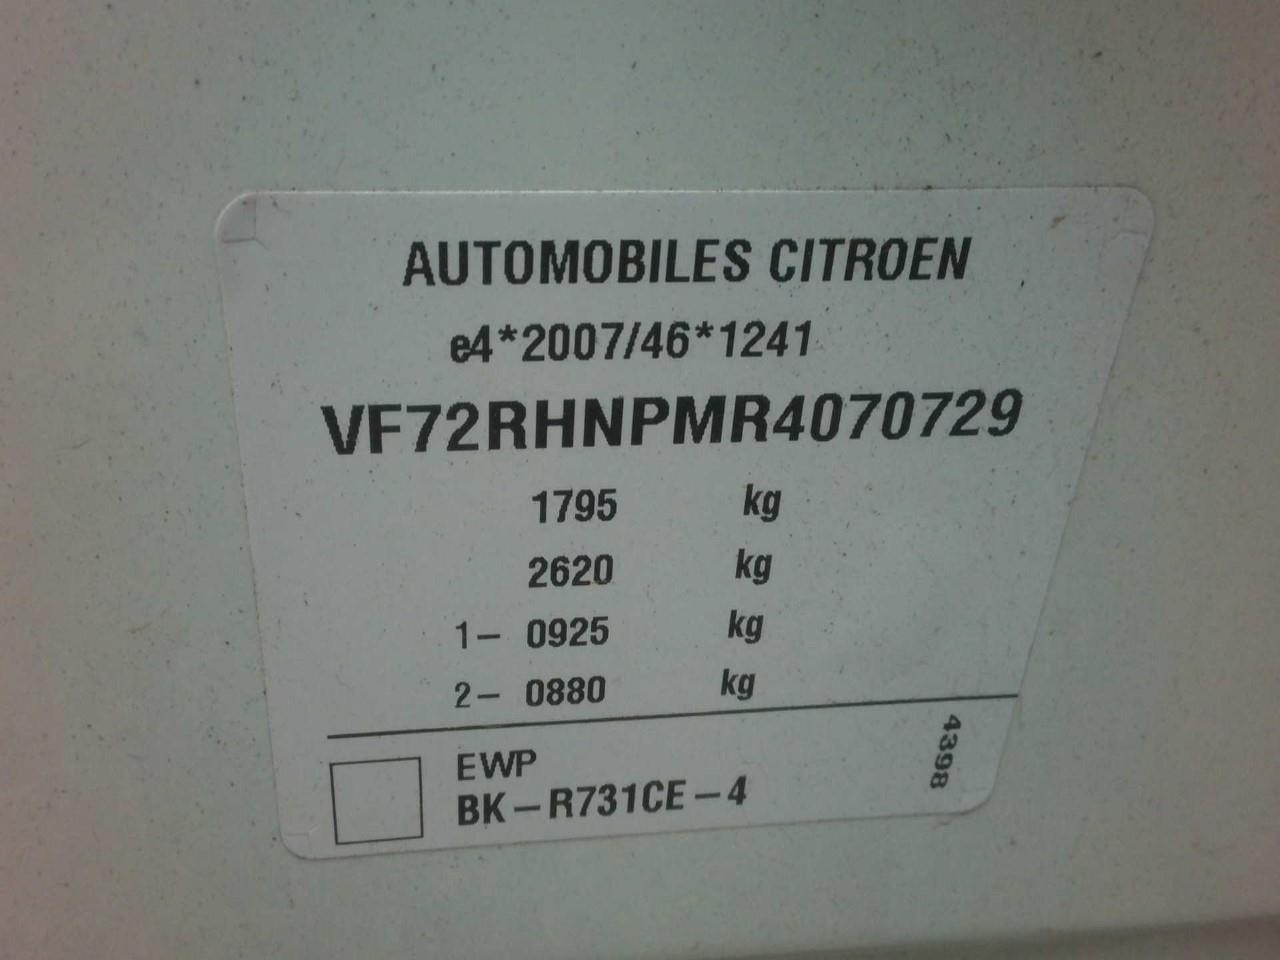 AUTOMOBILES CITROEN
e4*2007/46*1241
VF72RHNPMR4070729
1795 kg
2620 kg
1– 0925 kg
2– 0880 kg
EWP
BK–R731CE–4
4398